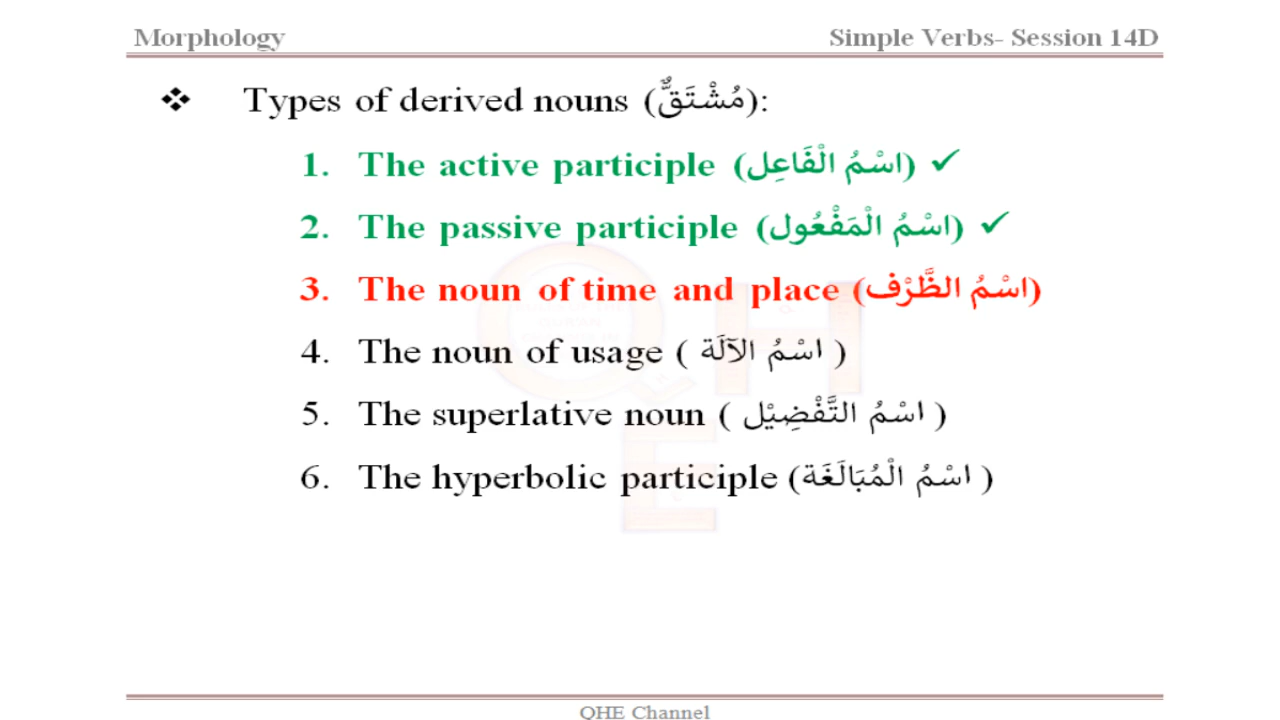 Morphology Simple Verbs- Session 14D
❖ Types of derived nouns (مُشْتَقٌّ):
1. The active participle (اسْمُ الْفَاعِل) ✓
2. The passive participle (اسْمُ الْمَفْعُول) ✓
3. The noun of time and place (اسْمُ الظَّرْف)
4. The noun of usage ( اسْمُ الآلَة )
5. The superlative noun ( اسْمُ التَّفْضِيْل )
6. The hyperbolic participle (اسْمُ الْمُبَالَغَة )
QHE Channel